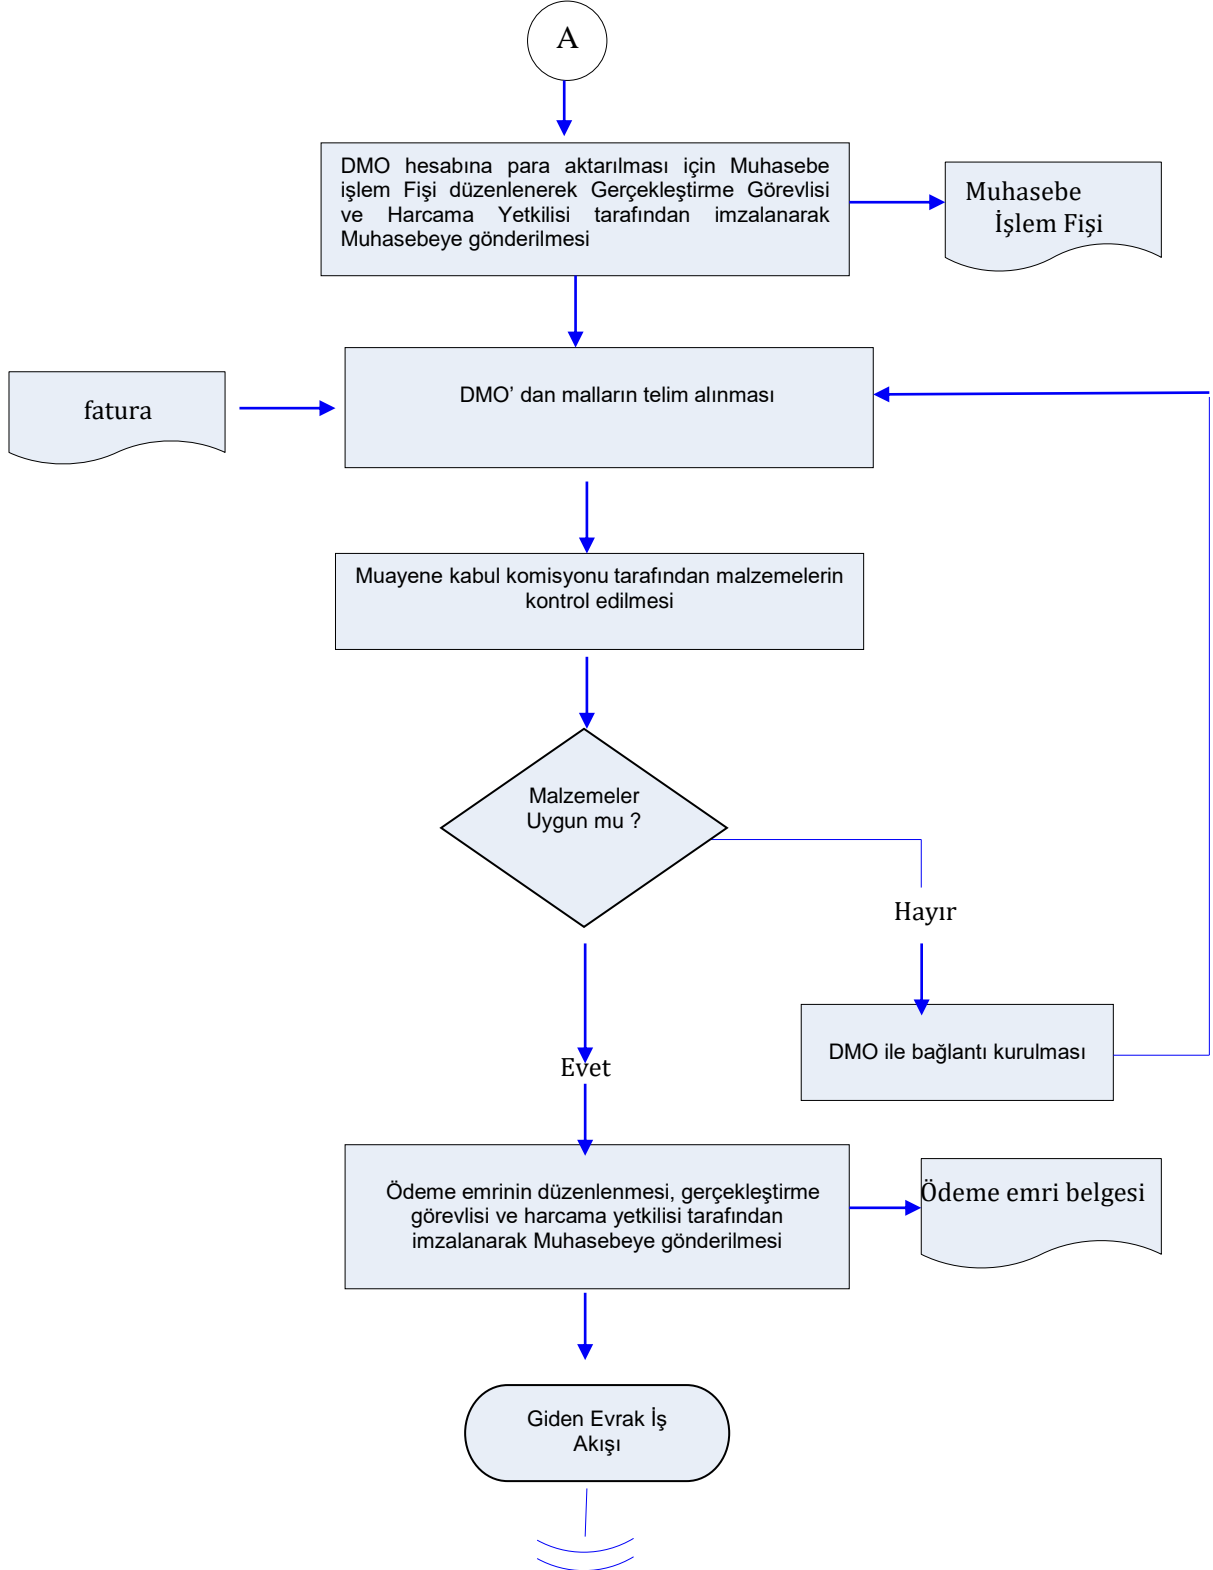 A
DMO hesabına para aktarılması için Muhasebe
işlem Fişi düzenlenerek Gerçekleştirme Görevlisi
ve Harcama Yetkilisi tarafından imzalanarak
Muhasebeye gönderilmesi
Muhasebe
İşlem Fişi
fatura
DMO’ dan malların telim alınması
Muayene kabul komisyonu tarafından malzemelerin
kontrol edilmesi
Malzemeler
Uygun mu ?
Hayır
DMO ile bağlantı kurulması
Evet
Ödeme emrinin düzenlenmesi, gerçekleştirme
görevlisi ve harcama yetkilisi tarafından
imzalanarak Muhasebeye gönderilmesi
Ödeme emri belgesi
Giden Evrak İş
Akışı